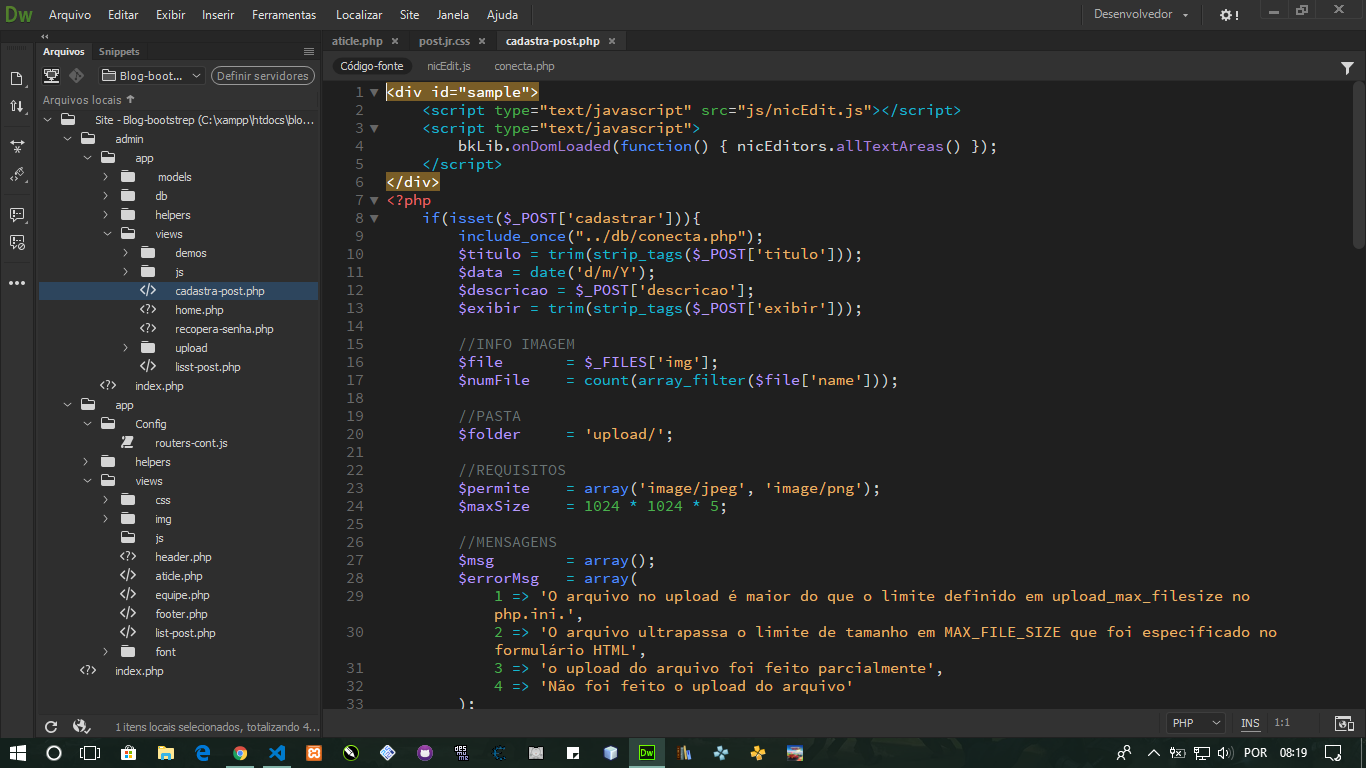 Dw Arquivo Editar Exibir Inserir Ferramentas Localizar Site Janela Ajuda Desenvolvedor
Arquivos Snippets
Blog-boot... Definir servidores
Arquivos locais
Site - Blog-bootstrep (C:\xampp\htdocs\blo...
admin
app
models
db
helpers
views
demos
js
cadastra-post.php
home.php
recopera-senha.php
upload
lisst-post.php
index.php
app
Config
routers-cont.js
helpers
views
css
img
js
header.php
aticle.php
equipe.php
footer.php
list-post.php
font
index.php
1 itens locais selecionados, totalizando 4...
aticle.php post.jr.css cadastra-post.php
Código-fonte nicEdit.js conecta.php
1 <div id="sample">
2 <script type="text/javascript" src="js/nicEdit.js"></script>
3 <script type="text/javascript">
4 bkLib.onDomLoaded(function() { nicEditors.allTextAreas() });
5 </script>
6 </div>
7 <?php
8 if(isset($_POST['cadastrar'])){
9 include_once("../db/conecta.php");
10 $titulo = trim(strip_tags($_POST['titulo']));
11 $data = date('d/m/Y');
12 $descricao = $_POST['descricao'];
13 $exibir = trim(strip_tags($_POST['exibir']));
14
15 //INFO IMAGEM
16 $file = $_FILES['img'];
17 $numFile = count(array_filter($file['name']));
18
19 //PASTA
20 $folder = 'upload/';
21
22 //REQUISITOS
23 $permite = array('image/jpeg', 'image/png');
24 $maxSize = 1024 * 1024 * 5;
25
26 //MENSAGENS
27 $msg = array();
28 $errorMsg = array(
29 1 => 'O arquivo no upload é maior do que o limite definido em upload_max_filesize no
php.ini.',
30 2 => 'O arquivo ultrapassa o limite de tamanho em MAX_FILE_SIZE que foi especificado no
formulário HTML',
31 3 => 'o upload do arquivo foi feito parcialmente',
32 4 => 'Não foi feito o upload do arquivo'
33 );
PHP INS 1:1
Dw POR 08:19